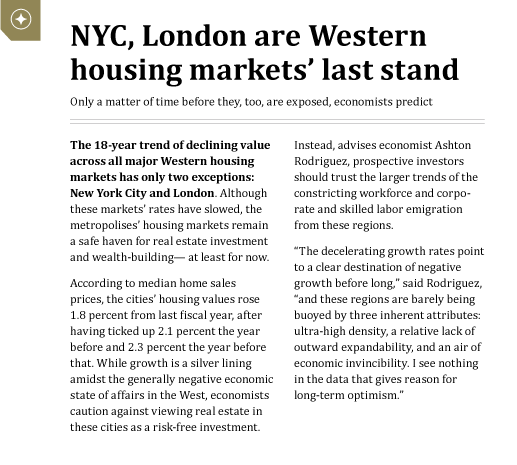 NYC, London are Western
housing markets’ last stand
Only a matter of time before they, too, are exposed, economists predict
The 18-year trend of declining value
across all major Western housing
markets has only two exceptions:
New York City and London. Although
these markets’ rates have slowed, the
metropolises’ housing markets remain
a safe haven for real estate investment
and wealth-building— at least for now.
According to median home sales
prices, the cities’ housing values rose
1.8 percent from last fiscal year, after
having ticked up 2.1 percent the year
before and 2.3 percent the year before
that. While growth is a silver lining
amidst the generally negative economic
state of affairs in the West, economists
caution against viewing real estate in
these cities as a risk-free investment.
Instead, advises economist Ashton
Rodriguez, prospective investors
should trust the larger trends of the
constricting workforce and corpo-
rate and skilled labor emigration
from these regions.
“The decelerating growth rates point
to a clear destination of negative
growth before long,” said Rodriguez,
“and these regions are barely being
buoyed by three inherent attributes:
ultra-high density, a relative lack of
outward expandability, and an air of
economic invincibility. I see nothing
in the data that gives reason for
long-term optimism.”